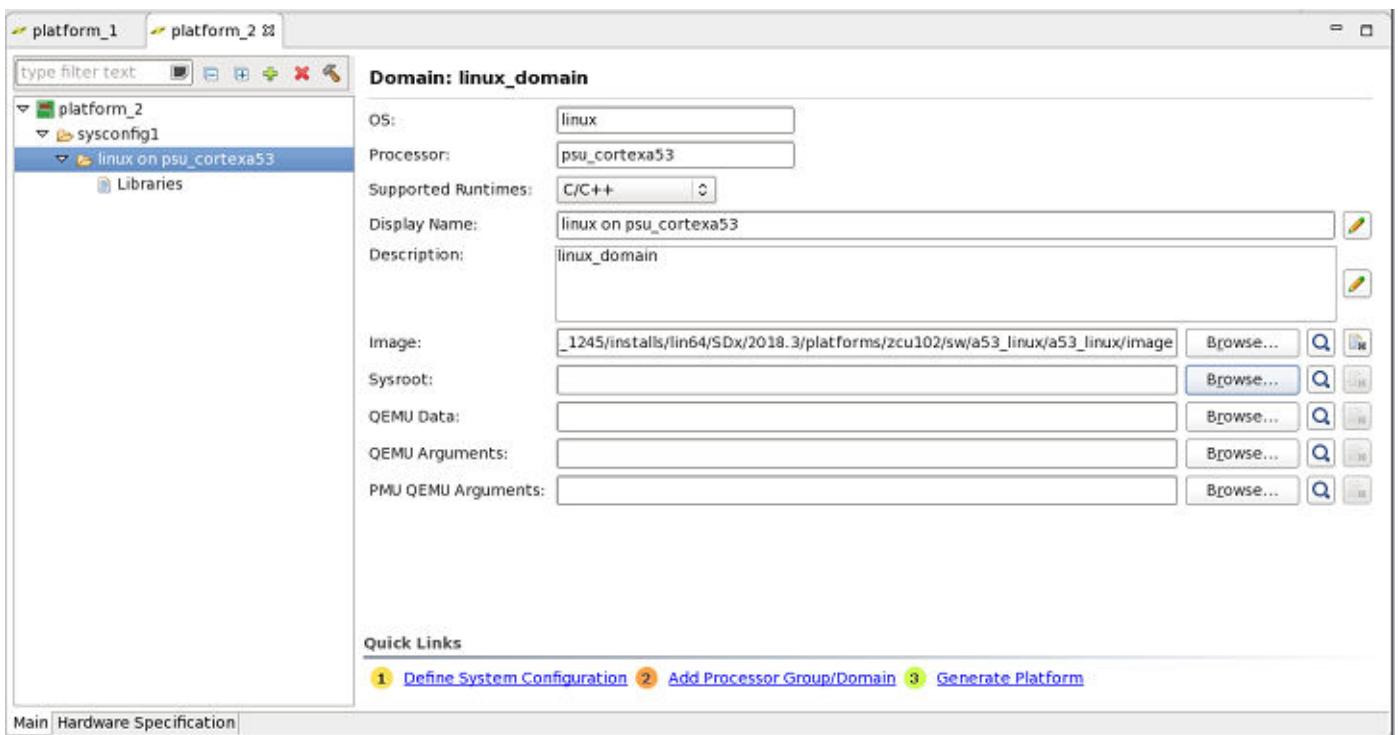 platform_1 platform_2
type filter text
platform_2
sysconfig1
linux on psu_cortexa53
Libraries
Domain: linux_domain
OS: linux
Processor: psu_cortexa53
Supported Runtimes: C/C++
Display Name: linux on psu_cortexa53
Description: linux_domain
Image: _1245/installs/lin64/SDx/2018.3/platforms/zcu102/sw/a53_linux/a53_linux/image Browse...
Sysroot: Browse...
QEMU Data: Browse...
QEMU Arguments: Browse...
PMU QEMU Arguments: Browse...
Quick Links
1 Define System Configuration 2 Add Processor Group/Domain 3 Generate Platform
Main Hardware Specification